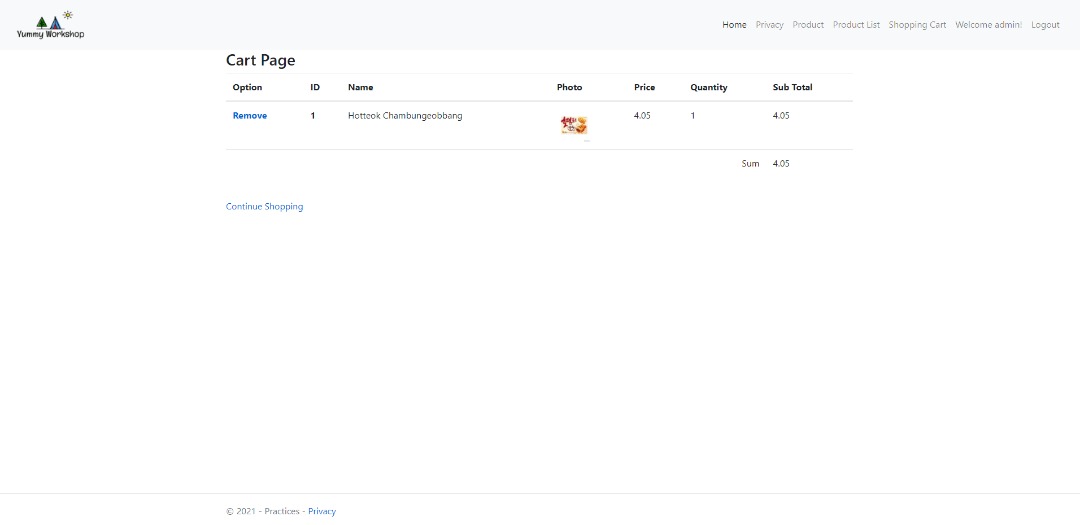 Yummy Workshop
Home Privacy Product Product List Shopping Cart Welcome admin! Logout
Cart Page
Option ID Name Photo Price Quantity Sub Total
Remove 1 Hotteok Chambungeobbang 4.05 1 4.05
Sum 4.05
Continue Shopping
© 2021 - Practices - Privacy